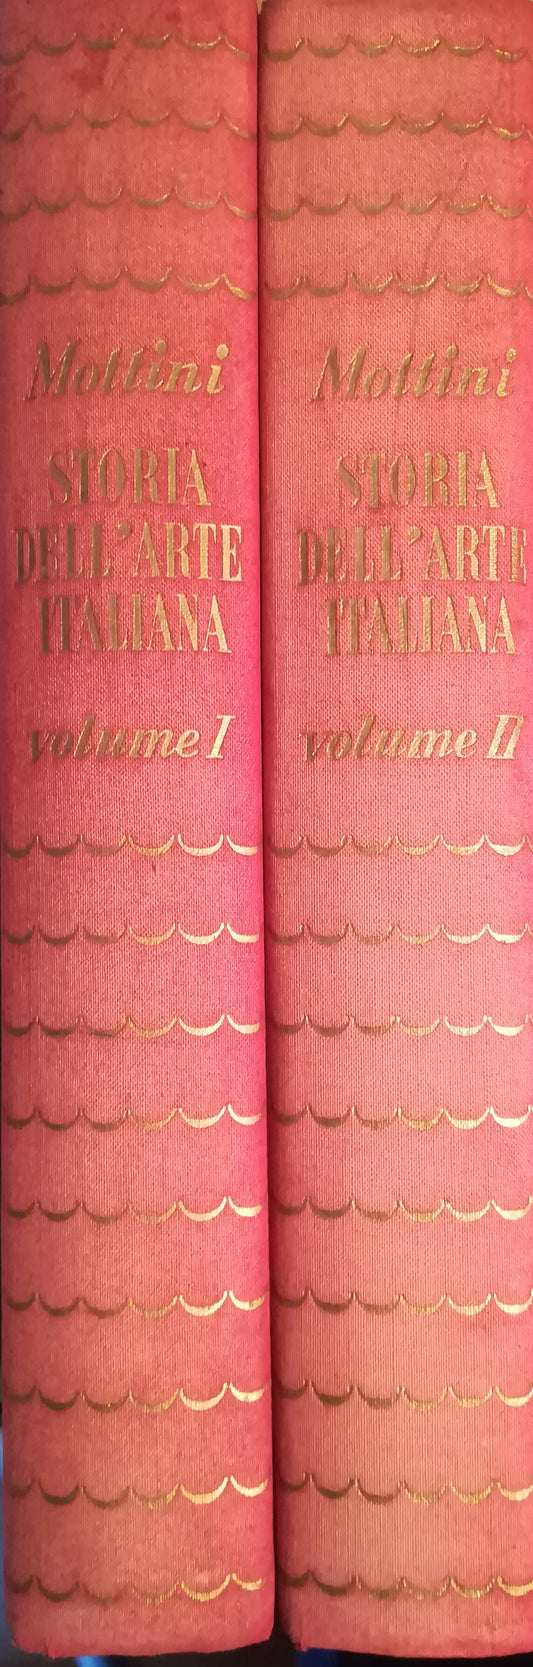 Mottini
STORIA
DELL'ARTE
ITALIANA
volume I
Mottini
STORIA
DELL'ARTE
ITALIANA
volume II